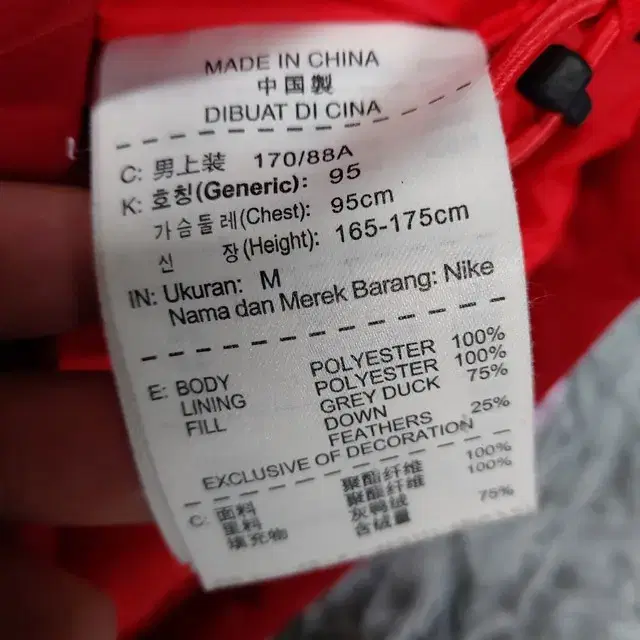 MADE IN CHINA
中国製
DIBUAT DI CINA
C: 男上装 170/88A
K: 호칭(Generic): 95
가슴둘레(Chest): 95cm
신 장(Height): 165-175cm
IN: Ukuran: M
Nama dan Merek Barang: Nike
E: BODY POLYESTER 100%
LINING POLYESTER 100%
FILL GREY DUCK 75%
DOWN
FEATHERS 25%
EXCLUSIVE OF DECORATION
C: 面料 聚酯纤维 100%
里料 聚酯纤维 100%
填充物 灰鸭绒 75%
含绒量